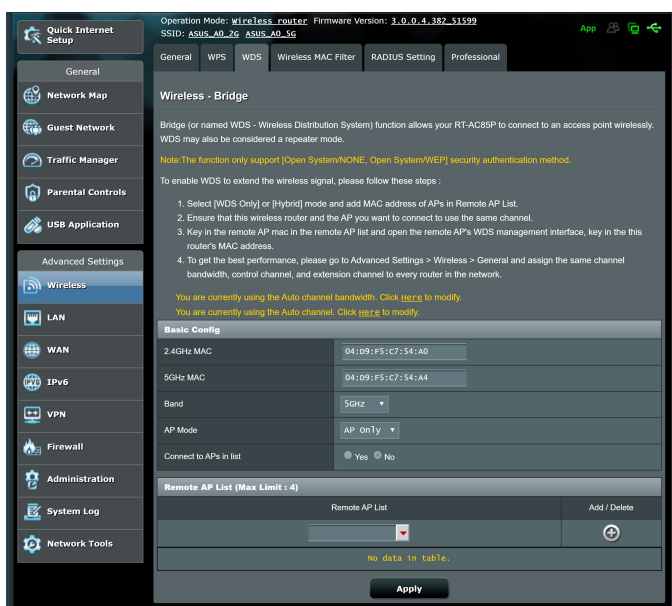 Quick Internet
Setup
Operation Mode: Wireless router Firmware Version: 3.0.0.4.382_51599
SSID: ASUS_A0_2G ASUS_A0_5G
App
General
Network Map
Guest Network
Traffic Manager
Parental Controls
USB Application
Advanced Settings
Wireless
LAN
WAN
IPv6
VPN
Firewall
Administration
System Log
Network Tools
General WPS WDS Wireless MAC Filter RADIUS Setting Professional
Wireless - Bridge
Bridge (or named WDS - Wireless Distribution System) function allows your RT-AC85P to connect to an access point wirelessly.
WDS may also be considered a repeater mode.
Note:The function only support [Open System/NONE, Open System/WEP] security authentication method.
To enable WDS to extend the wireless signal, please follow these steps :
1. Select [WDS Only] or [Hybrid] mode and add MAC address of APs in Remote AP List.
2. Ensure that this wireless router and the AP you want to connect to use the same channel.
3. Key in the remote AP mac in the remote AP list and open the remote AP's WDS management interface, key in the this
router's MAC address.
4. To get the best performance, please go to Advanced Settings > Wireless > General and assign the same channel
bandwidth, control channel, and extension channel to every router in the network.
You are currently using the Auto channel bandwidth. Click Here to modify.
You are currently using the Auto channel. Click Here to modify.
Basic Config
2.4GHz MAC 04:D9:F5:C7:54:A0
5GHz MAC 04:D9:F5:C7:54:A4
Band 5GHz
AP Mode AP Only
Connect to APs in list Yes No
Remote AP List (Max Limit : 4)
Remote AP List Add / Delete
No data in table.
Apply